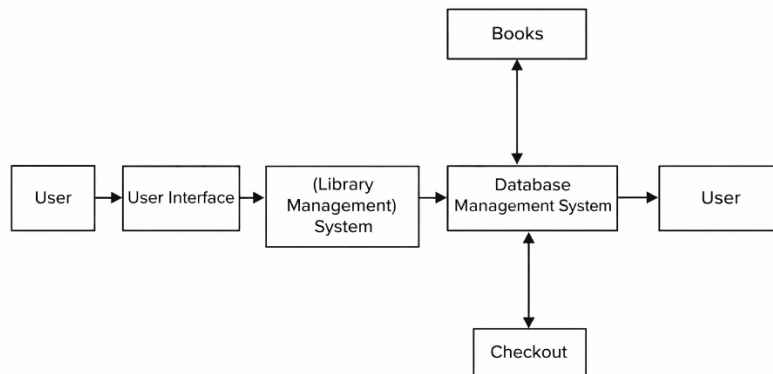 Books
User
User Interface
(Library
Management)
System
Database
Management System
User
Checkout